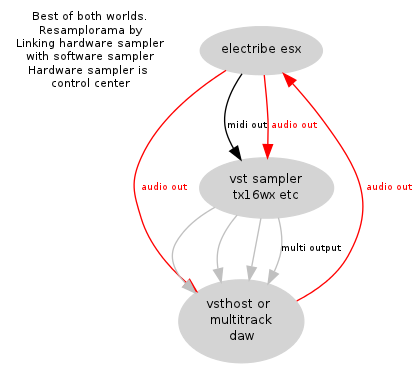 Best of both worlds.
Resamplorama by
Linking hardware sampler
with software sampler
Hardware sampler is
control center
electribe esx
midi out
audio out
vst sampler
tx16wx etc
audio out
audio out
multi output
vsthost or
multitrack
daw